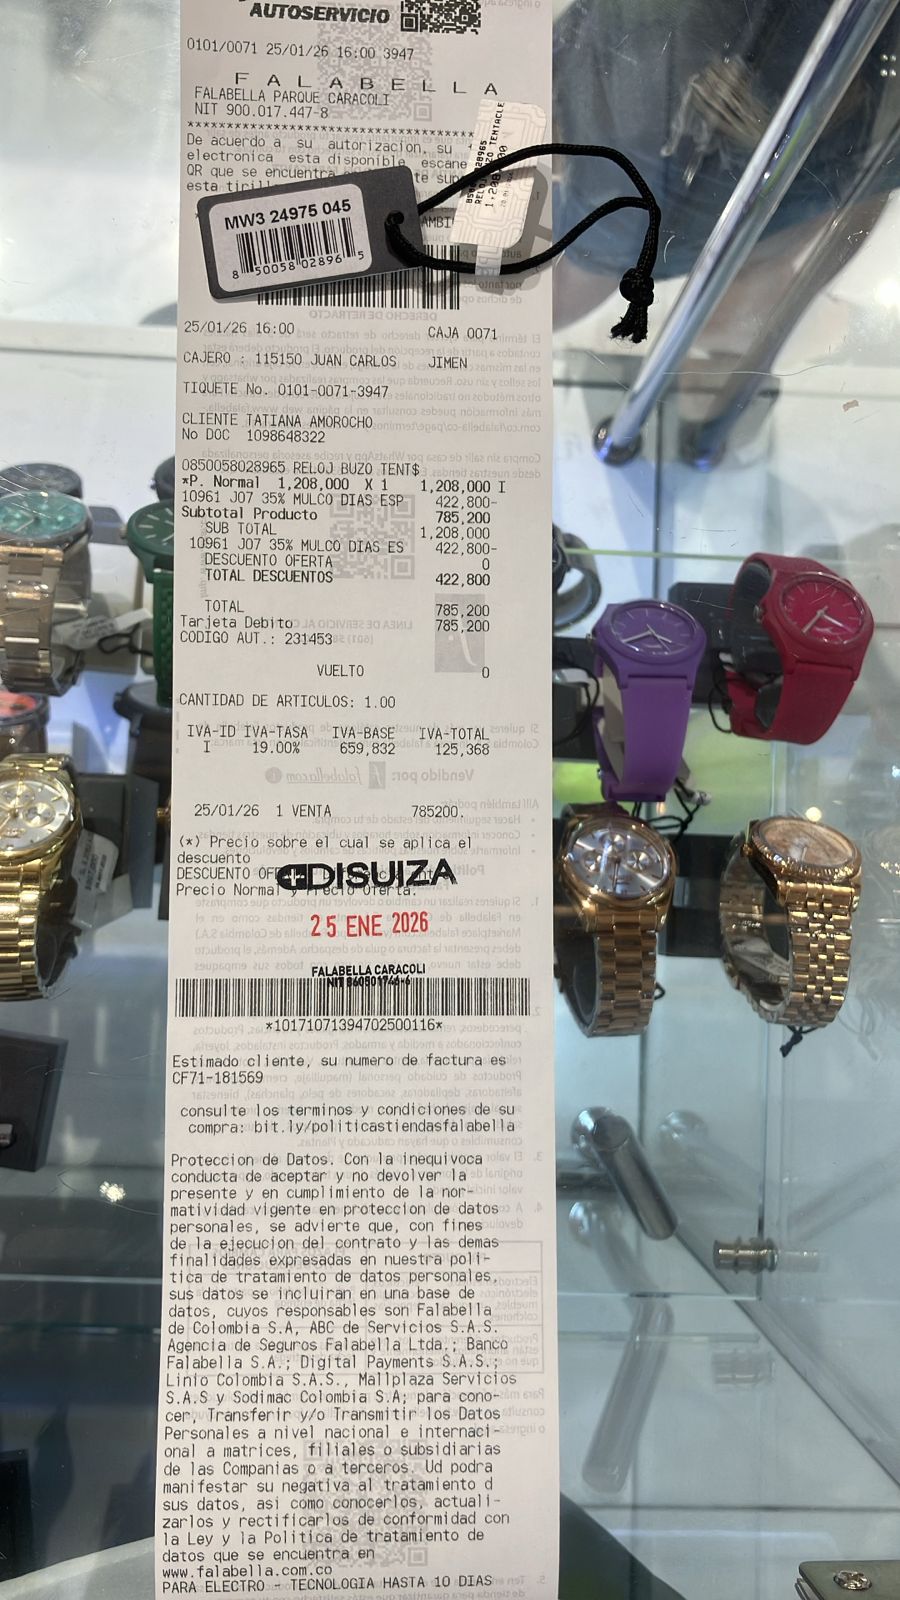 AUTOSERVICIO
0101/0071 25/01/26 16:00 3947
F A L A B E L L A
FALABELLA PARQUE CARACOLI
NIT 900.017.447-8
De acuerdo a su autorizacion, su
electronica esta disponible escane
QR que se encuentra te sup
esta tirill
MW3 24975 045
8 50058 02896 5
25/01/26 16:00 CAJA 0071
CAJERO : 115150 JUAN CARLOS JIMEN
TIQUETE No. 0101-0071-3947
CLIENTE TATIANA AMOROCHO
No DOC 1098648322
0850058028965 RELOJ BUZO TENT$
*P. Normal 1,208,000 X 1 1,208,000 I
10961 J07 35% MULCO DIAS ESP 422,800-
Subtotal Producto 785,200
SUB TOTAL 1,208,000
10961 J07 35% MULCO DIAS ES 422,800-
DESCUENTO OFERTA 0
TOTAL DESCUENTOS 422,800
TOTAL 785,200
Tarjeta Debito 785,200
CODIGO AUT.: 231453
VUELTO 0
CANTIDAD DE ARTICULOS: 1.00
IVA-ID IVA-TASA IVA-BASE IVA-TOTAL
I 19.00% 659,832 125,368
25/01/26 1 VENTA 785200.
(*) Precio sobre el cual se aplica el
descuento
DESCUENTO OFE
DISUIZA
Precio Normal y Precio Oferta.
25 ENE 2026
FALABELLA CARACOLI
NIT 860501746-6
*10171071394702500116*
Estimado cliente, su numero de factura es
CF71-181569
consulte los terminos y condiciones de su
compra: bit.ly/politicastiendasfalabella
Proteccion de Datos. Con la inequivoca
conducta de aceptar y no devolver la
presente y en cumplimiento de la nor-
matividad vigente en proteccion de datos
personales, se advierte que, con fines
de la ejecucion del contrato y las demas
finalidades expresadas en nuestra poli-
tica de tratamiento de datos personales,
sus datos se incluiran en una base de
datos, cuyos responsables son Falabella
de Colombia S.A, ABC de Servicios S.A.S.
Agencia de Seguros Falabella Ltda.; Banco
Falabella S.A.; Digital Payments S.A.S.;
Linio Colombia S.A.S., Mallplaza Servicios
S.A.S y Sodimac Colombia S.A; para cono-
cer, Transferir y/o Transmitir los Datos
Personales a nivel nacional e internaci-
onal a matrices, filiales o subsidiarias
de las Companias o a terceros. Ud podra
manifestar su negativa al tratamiento d
sus datos, asi como conocerlos, actuali-
zarlos y rectificarlos de conformidad con
la Ley y la Politica de tratamiento de
datos que se encuentra en
www.falabella.com.co
PARA ELECTRO - TECNOLOGIA HASTA 10 DIAS